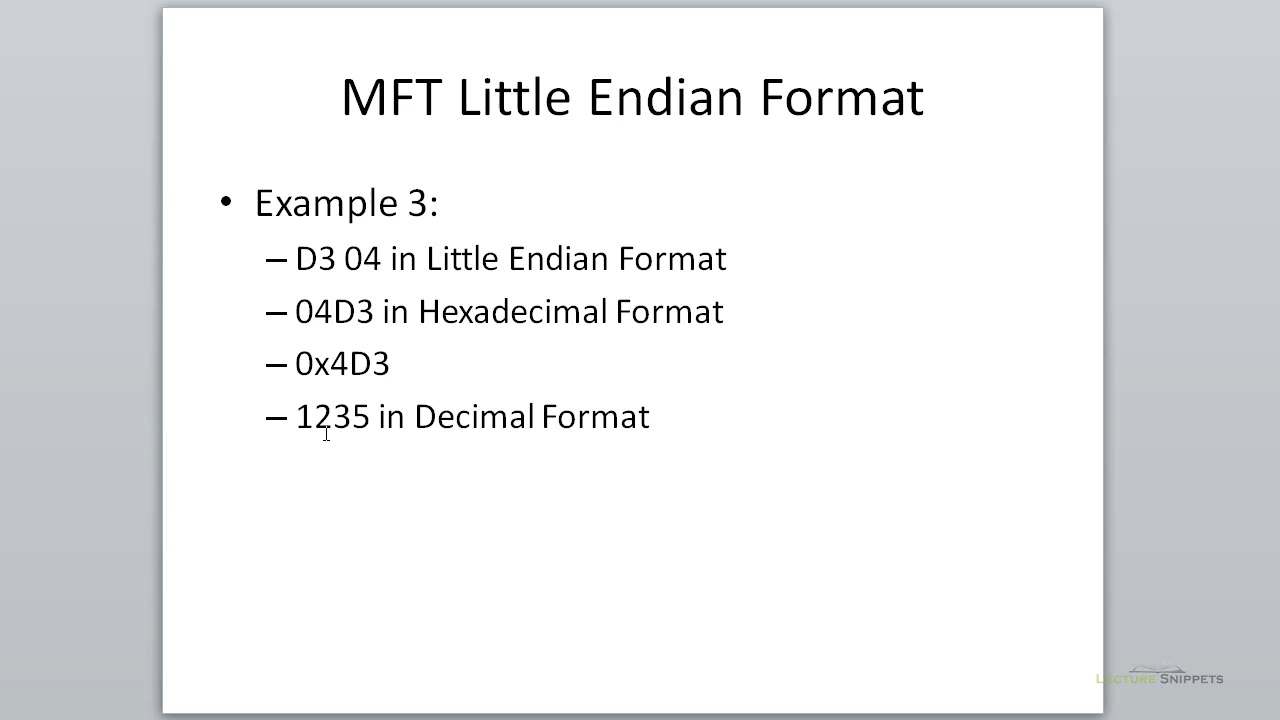 MFT Little Endian Format
• Example 3:
– D3 04 in Little Endian Format
– 04D3 in Hexadecimal Format
– 0x4D3
– 1235 in Decimal Format
LECTURE SNIPPETS